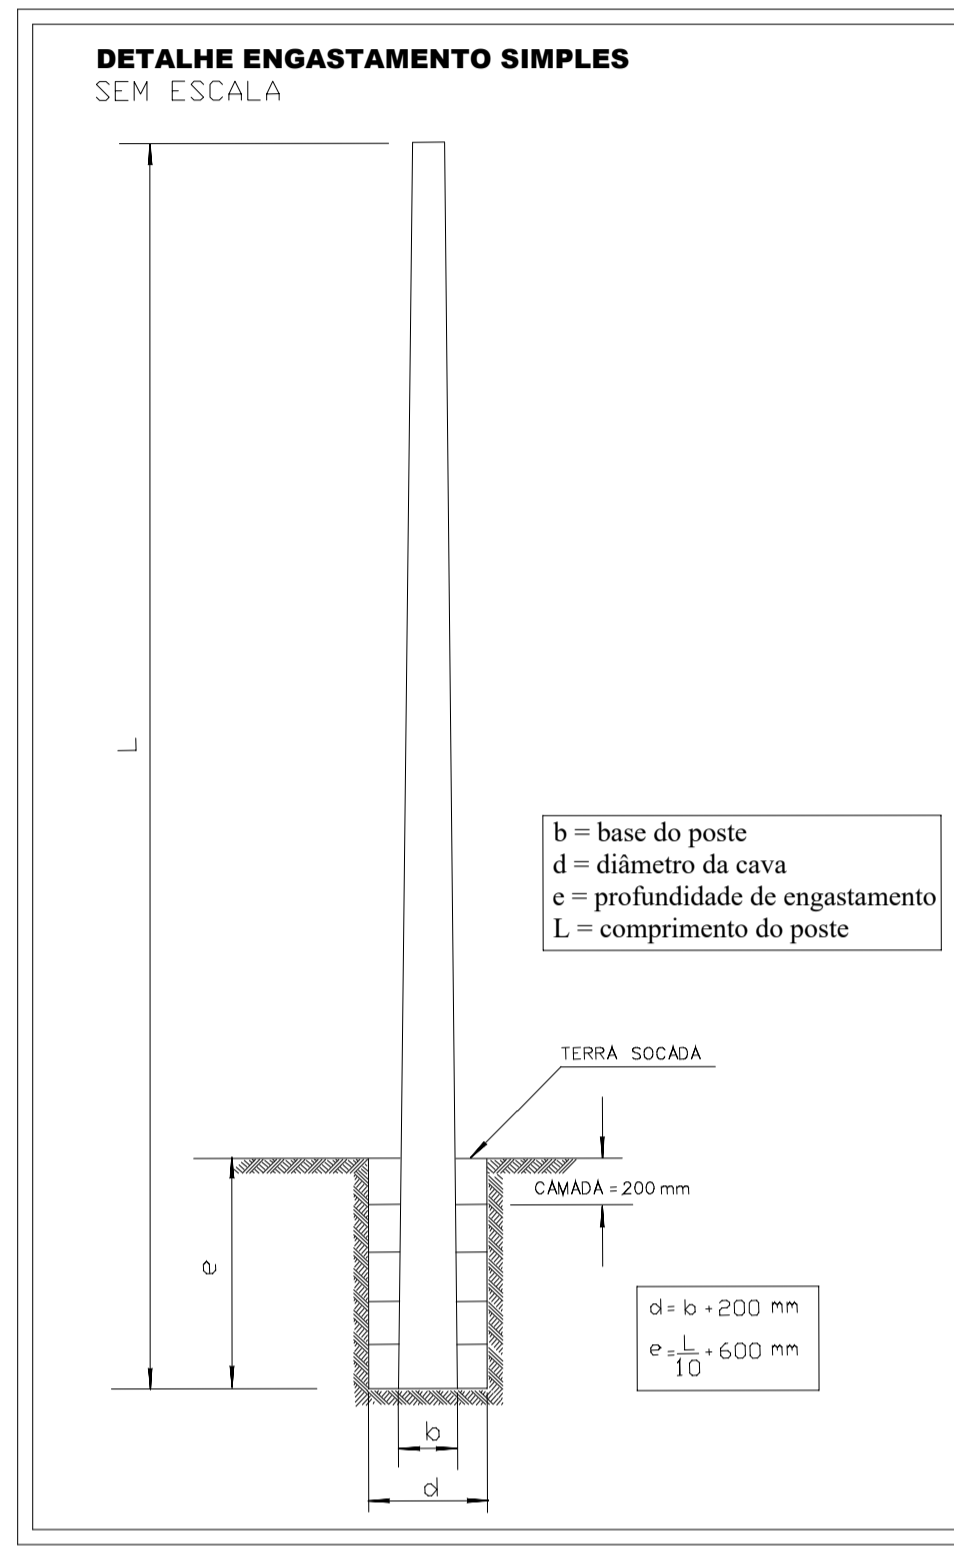 DETALHE ENGASTAMENTO SIMPLES
SEM ESCALA
L
b = base do poste
d = diâmetro da cava
e = profundidade de engastamento
L = comprimento do poste
TERRA SOCADA
CAMADA = 200 mm
e
d = b + 200 mm
e = L/10 + 600 mm
b
d